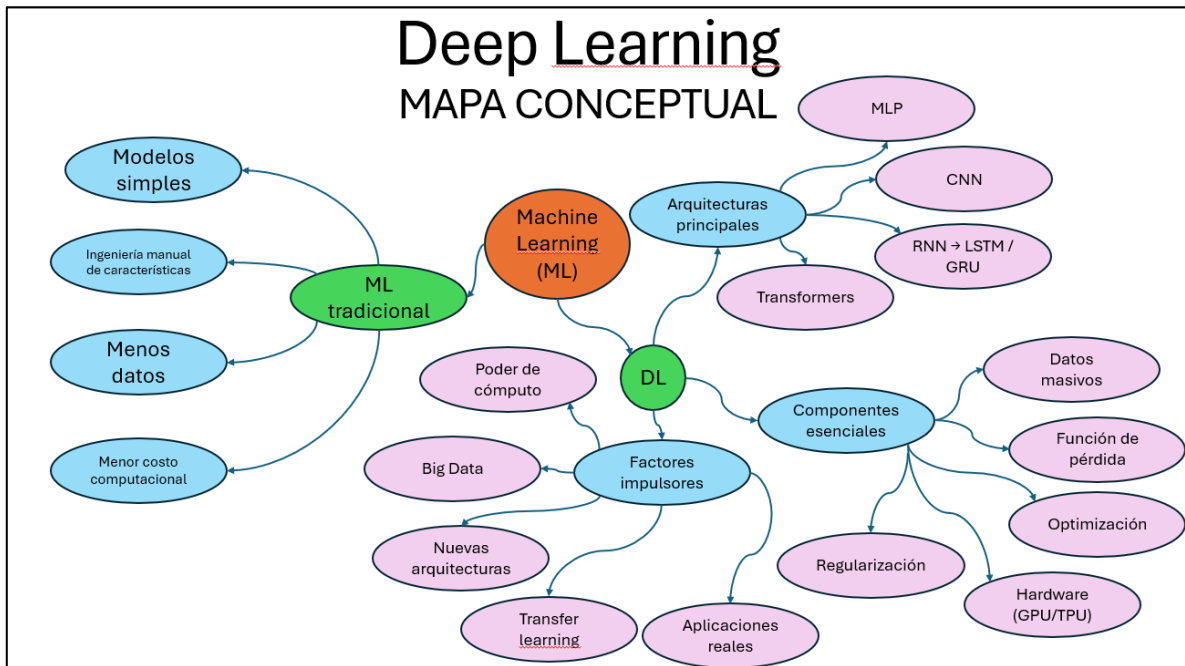 Deep Learning
MAPA CONCEPTUAL
Modelos
simples
Ingeniería manual
de características
Menos
datos
Menor costo
computacional
ML
tradicional
Machine
Learning
(ML)
DL
Arquitecturas
principales
MLP
CNN
RNN → LSTM /
GRU
Transformers
Componentes
esenciales
Datos
masivos
Función de
pérdida
Optimización
Hardware
(GPU/TPU)
Regularización
Factores
impulsores
Poder de
cómputo
Big Data
Nuevas
arquitecturas
Transfer
learning
Aplicaciones
reales